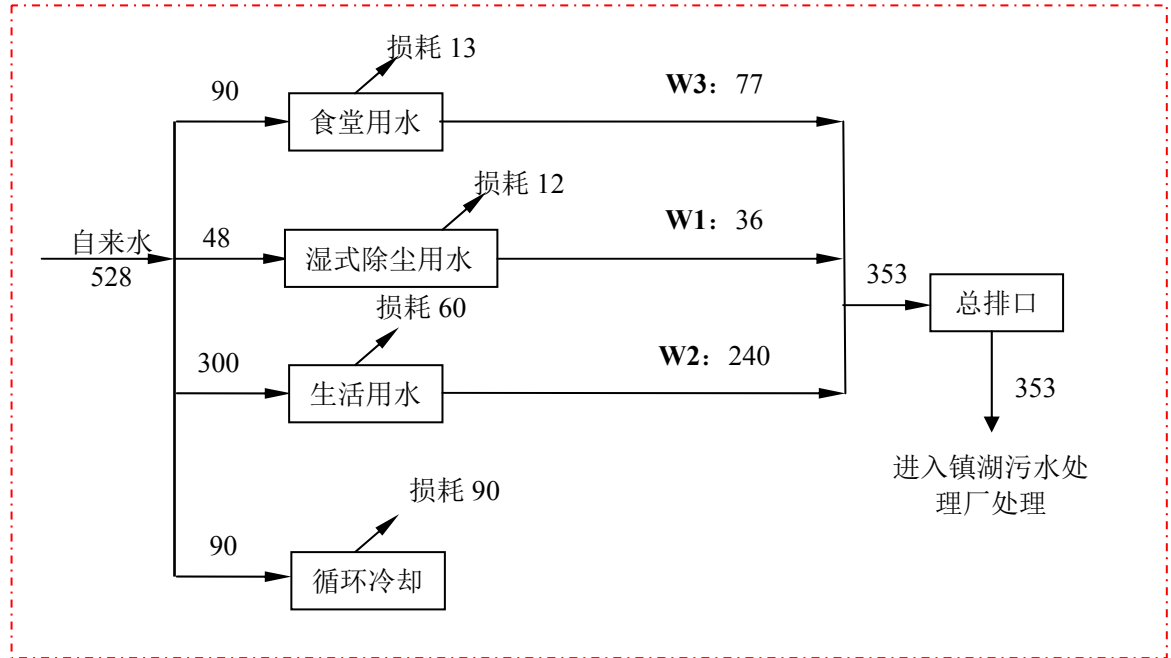 损耗 13
90
W3： 77
食堂用水
损耗 12
自来水
528
48
W1： 36
湿式除尘用水
353
总排口
损耗 60
300
W2： 240
生活用水
353
进入镇湖污水处
理厂处理
损耗 90
90
循环冷却